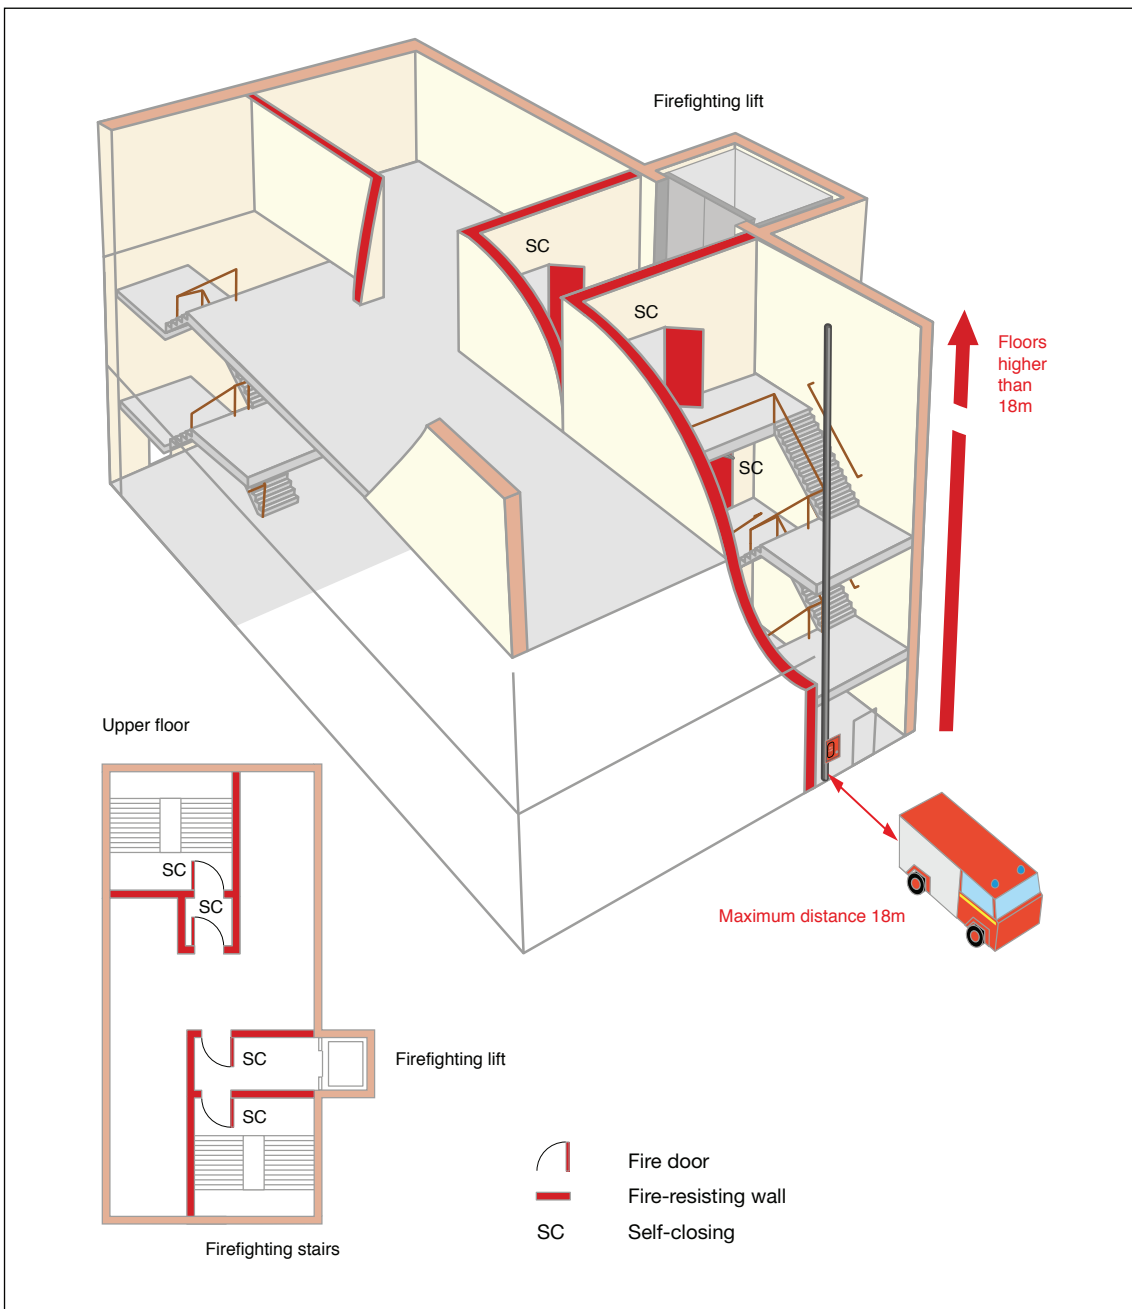 Firefighting lift
SC
SC
Floors
higher
than
18m
SC
Upper floor
SC
SC
Maximum distance 18m
SC
Firefighting lift
SC
Fire door
Fire-resisting wall
SC
Self-closing
Firefighting stairs